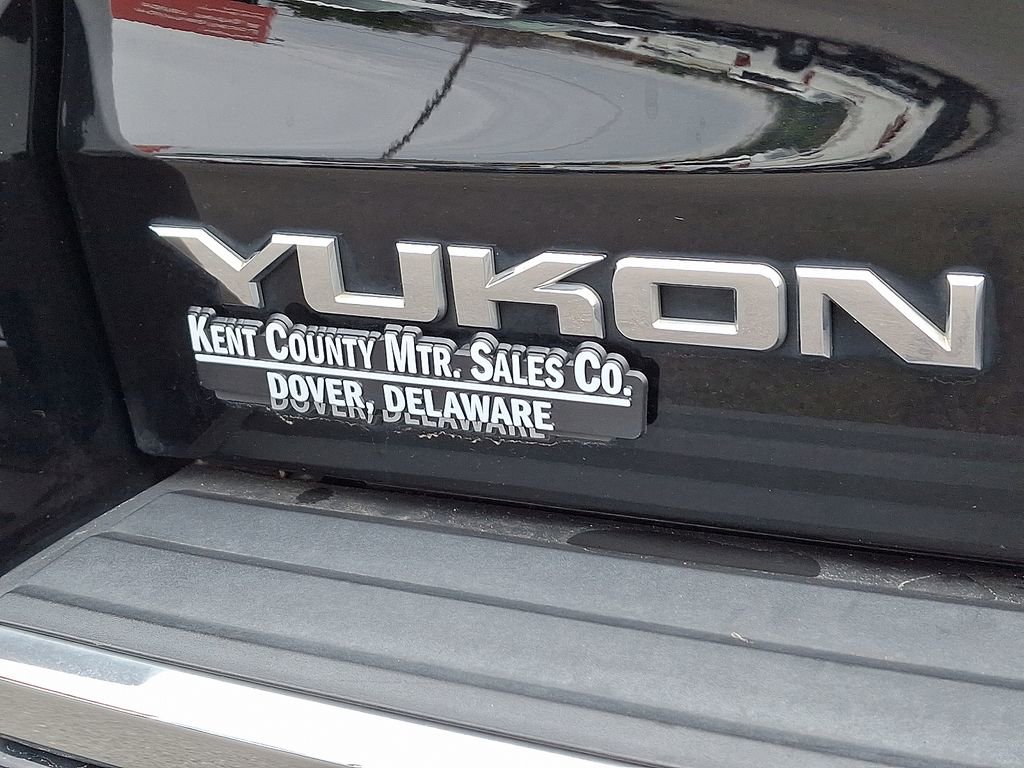 YUKON
KENT COUNTY MTR. SALES CO.
DOVER, DELAWARE